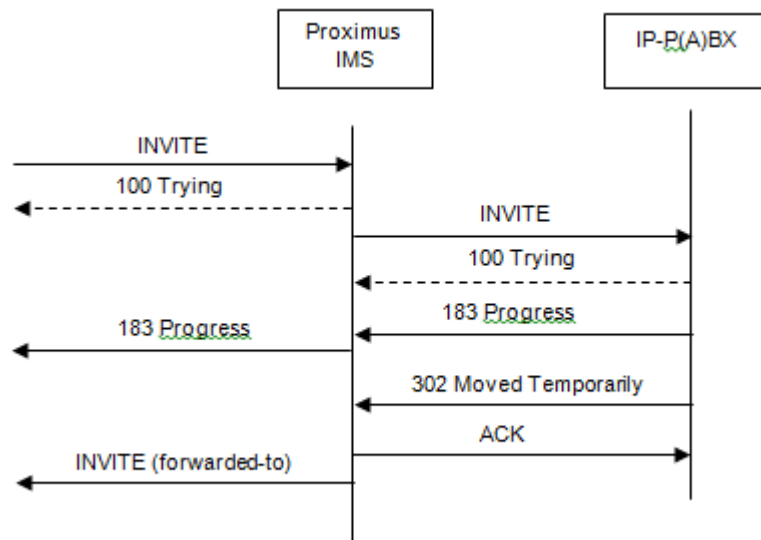 Proximus
IMS
IP-P(A)BX
INVITE
100 Trying
INVITE
100 Trying
183 Progress
183 Progress
302 Moved Temporarily
ACK
INVITE (forwarded-to)